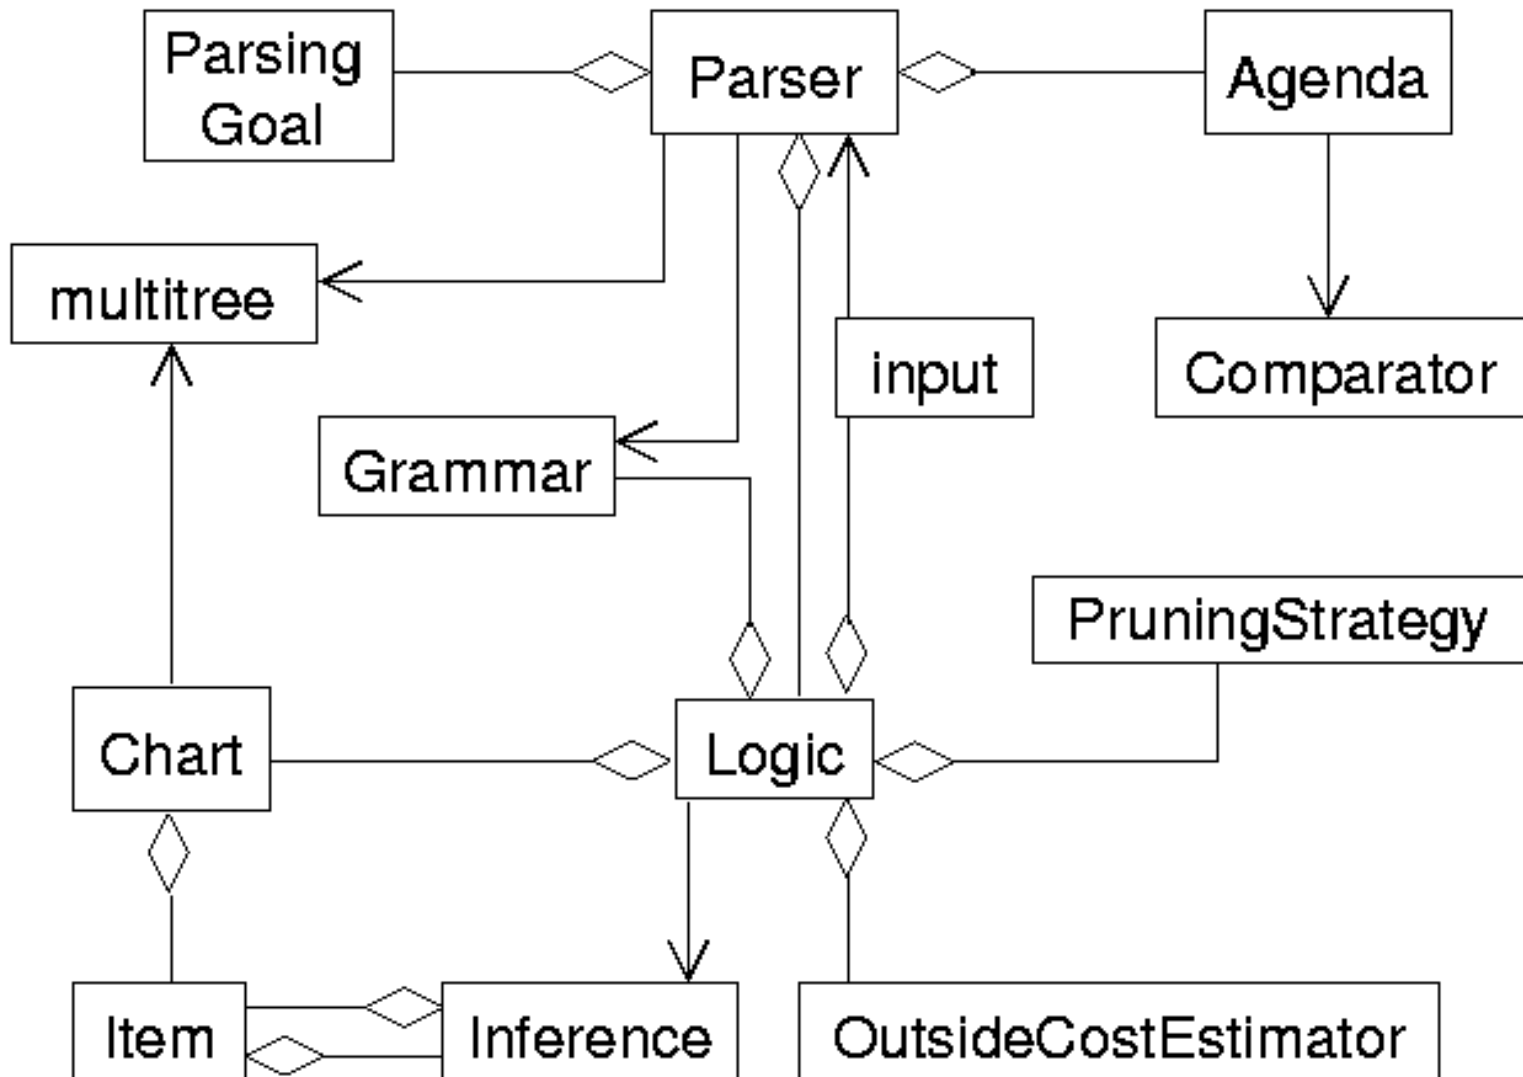 Parsing
Goal
Parser
Agenda
multitree
input
Comparator
Grammar
PruningStrategy
Chart
Logic
Item
Inference
OutsideCostEstimator